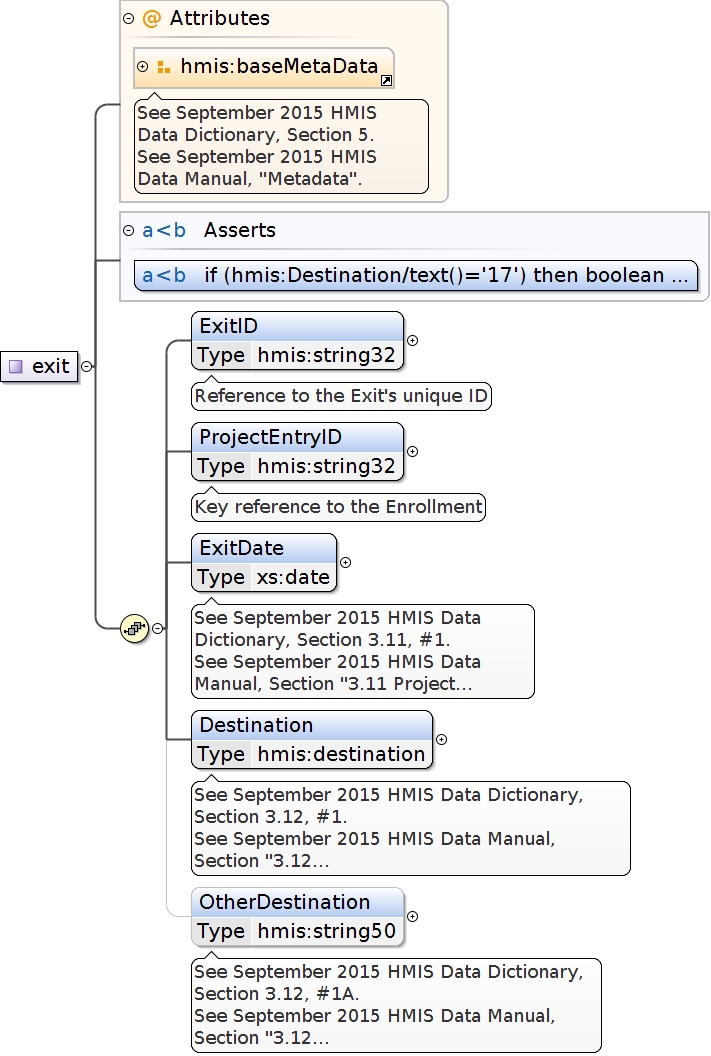 @ Attributes
hmis:baseMetaData
See September 2015 HMIS
Data Dictionary, Section 5.
See September 2015 HMIS
Data Manual, "Metadata".
a<b Asserts
a<b if (hmis:Destination/text()='17') then boolean ...
exit
ExitID
Type hmis:string32
Reference to the Exit's unique ID
ProjectEntryID
Type hmis:string32
Key reference to the Enrollment
ExitDate
Type xs:date
See September 2015 HMIS Data
Dictionary, Section 3.11, #1.
See September 2015 HMIS Data
Manual, Section "3.11 Project...
Destination
Type hmis:destination
See September 2015 HMIS Data Dictionary,
Section 3.12, #1.
See September 2015 HMIS Data Manual,
Section "3.12...
OtherDestination
Type hmis:string50
See September 2015 HMIS Data Dictionary,
Section 3.12, #1A.
See September 2015 HMIS Data Manual,
Section "3.12...